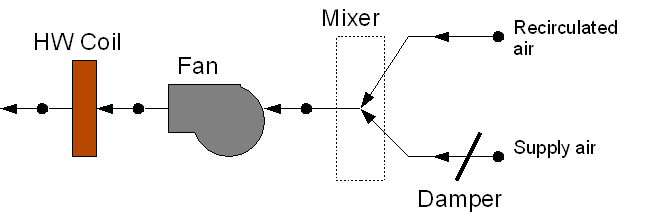 Mixer
Recirculated
air
HW Coil
Fan
Supply air
Damper